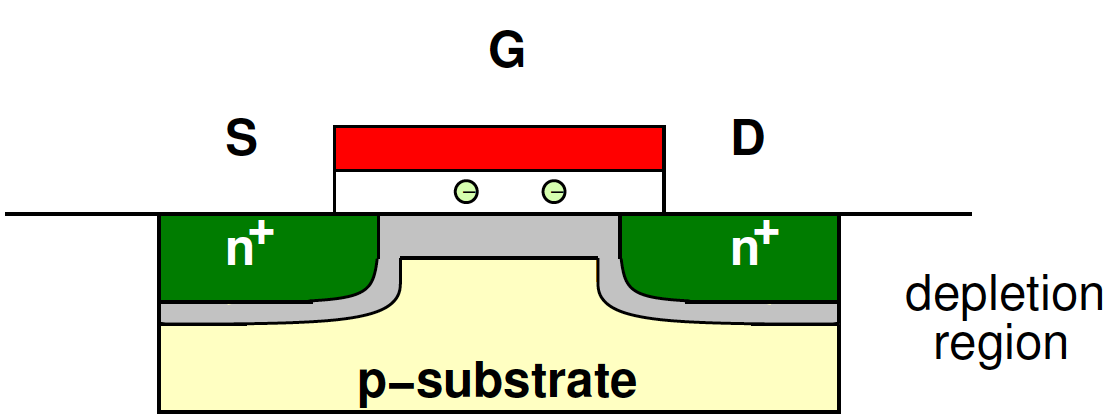 G
S
D
−
−
n+
n+
depletion
region
p−substrate